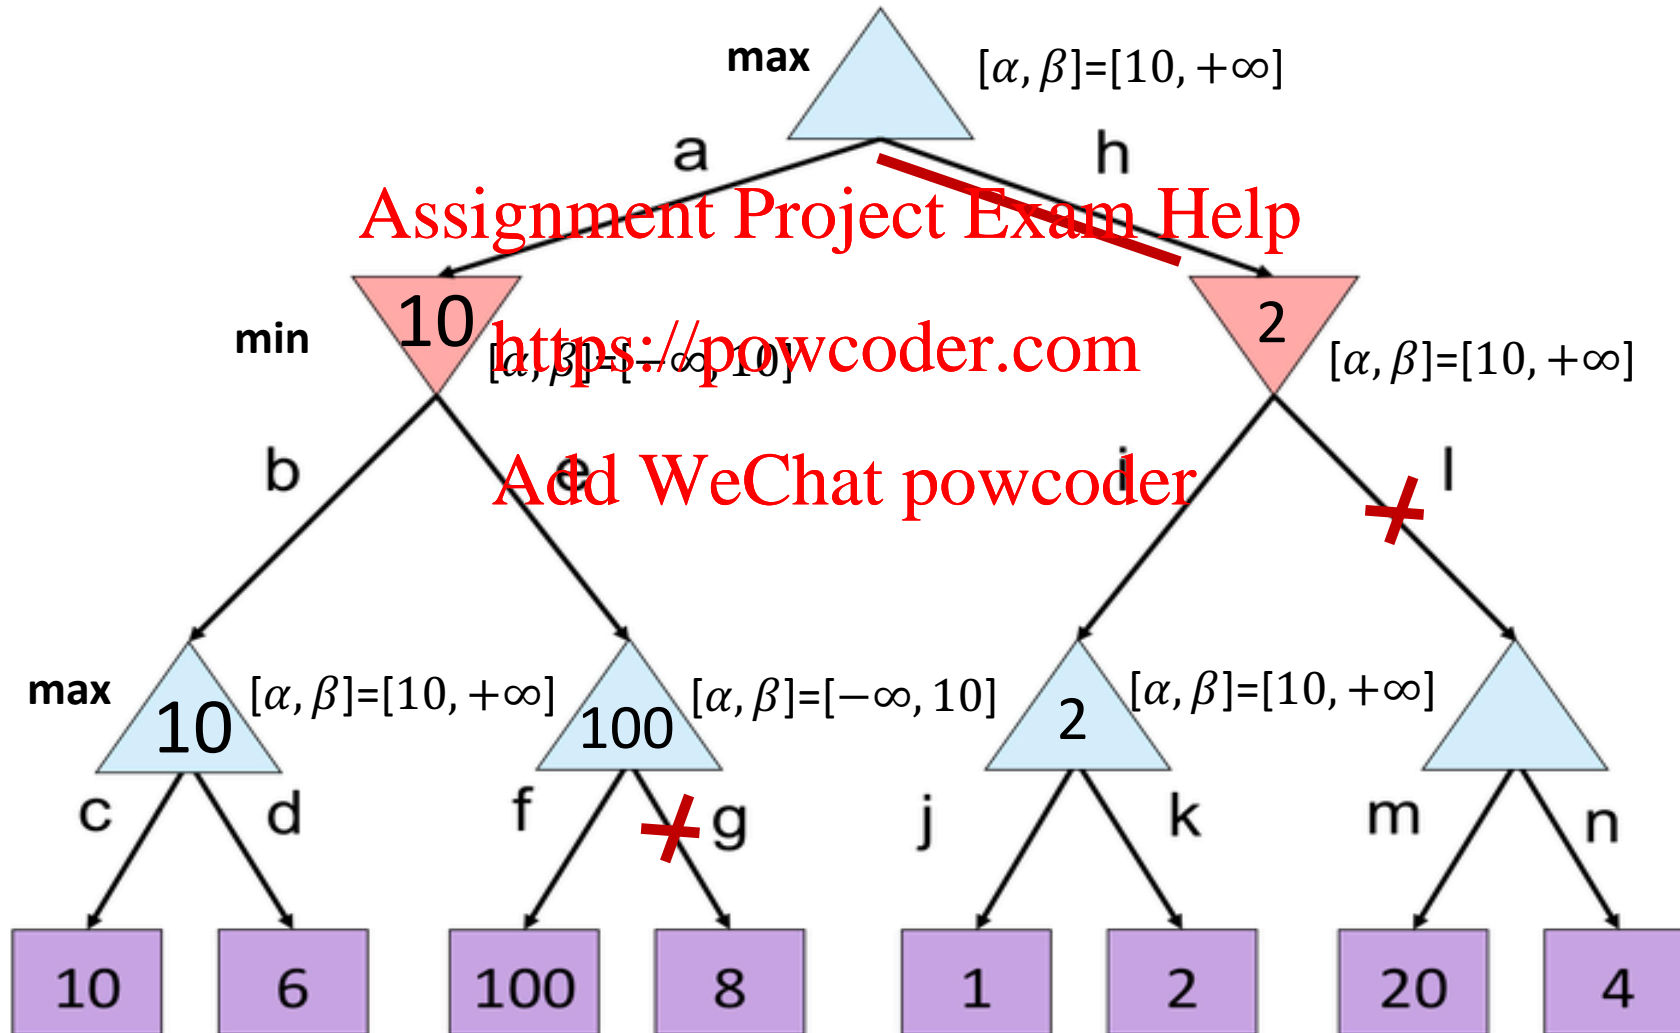 max
[α, β]=[10, +∞]
a
h
Assignment Project Exam Help
10
2
min
https://powcoder.com
[α, β]=[−∞, 10]
[α, β]=[10, +∞]
b
e
i
l
Add WeChat powcoder
max
10
[α, β]=[10, +∞]
100
[α, β]=[−∞, 10]
2
[α, β]=[10, +∞]
c
d
f
g
j
k
m
n
10
6
100
8
1
2
20
4